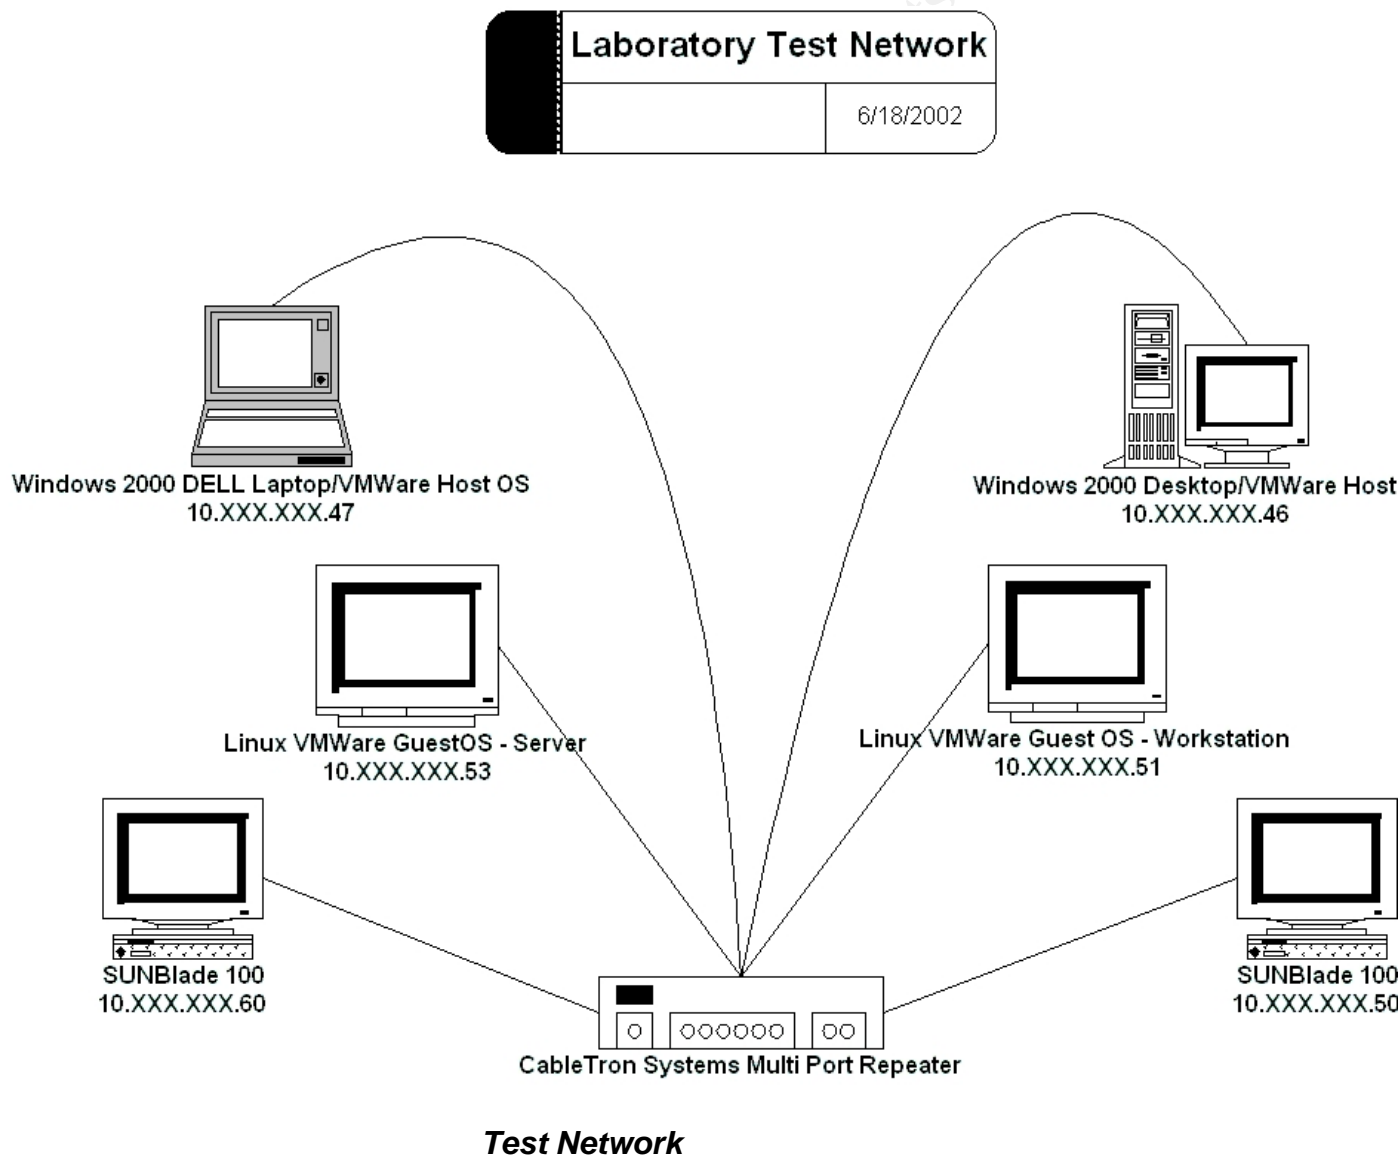 Laboratory Test Network
6/18/2002
Windows 2000 DELL Laptop/VMWare Host OS
10.XXX.XXX.47
Windows 2000 Desktop/VMWare Host
10.XXX.XXX.46
Linux VMWare GuestOS - Server
10.XXX.XXX.53
Linux VMWare Guest OS - Workstation
10.XXX.XXX.51
SUNBlade 100
10.XXX.XXX.60
SUNBlade 100
10.XXX.XXX.50
CableTron Systems Multi Port Repeater
Test Network